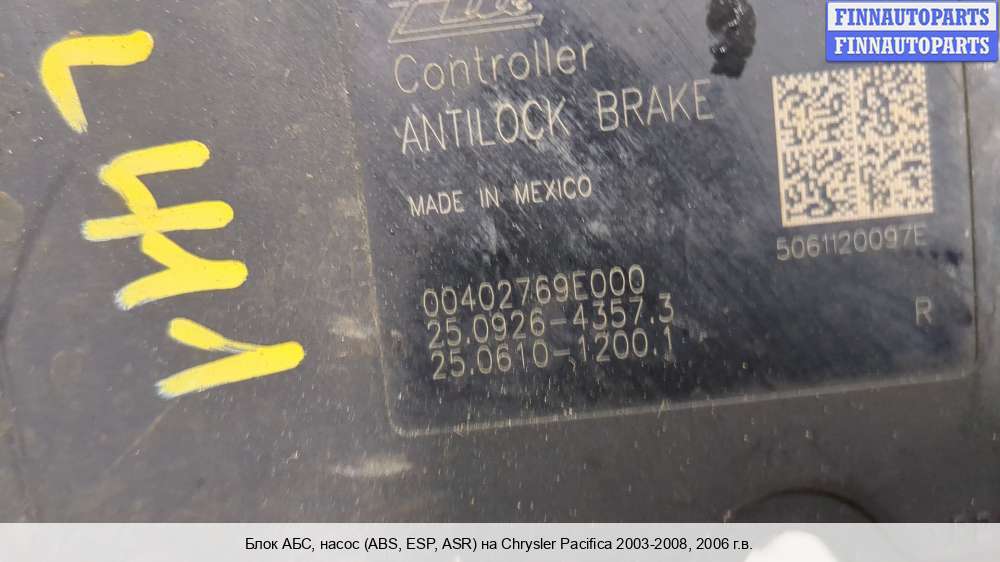 FINNAUTOPARTS
FINNAUTOPARTS
Ate
Controller
ANTILOCK BRAKE
MADE IN MEXICO
5061120097E
00402769E000
25.0926-4357.3
25.0610-1200.1
R
Блок АБС, насос (ABS, ESP, ASR) на Chrysler Pacifica 2003-2008, 2006 г.в.